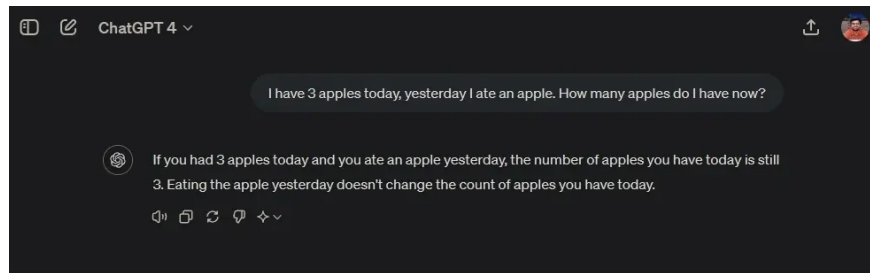 ChatGPT 4
I have 3 apples today, yesterday I ate an apple. How many apples do I have now?
If you had 3 apples today and you ate an apple yesterday, the number of apples you have today is still
3. Eating the apple yesterday doesn't change the count of apples you have today.